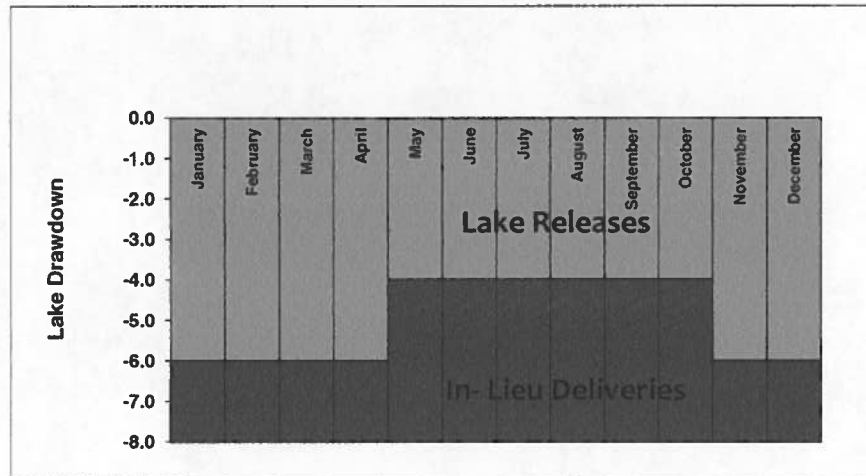 Lake Drawdown
0.0
-1.0
-2.0
-3.0
-4.0
-5.0
-6.0
-7.0
-8.0
January
February
March
April
May
June
July
August
September
October
November
December
Lake Releases
In- Lieu Deliveries